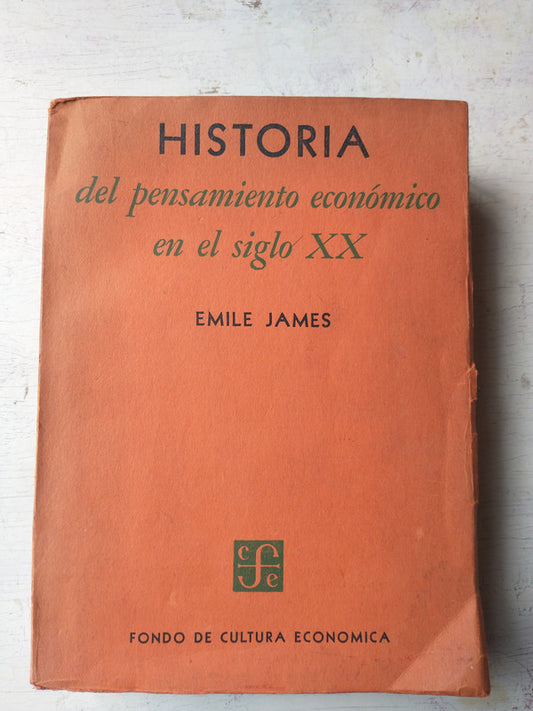 HISTORIA
del pensamiento económico
en el siglo XX
EMILE JAMES
c f e
FONDO DE CULTURA ECONOMICA